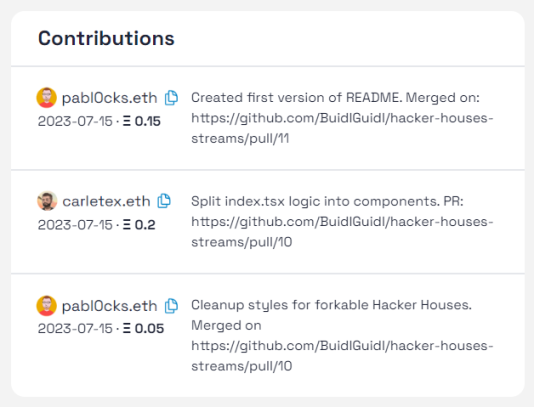 Contributions
pabl0cks.eth
2023-07-15 · Ξ 0.15
Created first version of README. Merged on:
https://github.com/BuidlGuidl/hacker-houses-
streams/pull/11
carletex.eth
2023-07-15 · Ξ 0.2
Split index.tsx logic into components. PR:
https://github.com/BuidlGuidl/hacker-houses-
streams/pull/10
pabl0cks.eth
2023-07-15 · Ξ 0.05
Cleanup styles for forkable Hacker Houses.
Merged on
https://github.com/BuidlGuidl/hacker-houses-
streams/pull/10